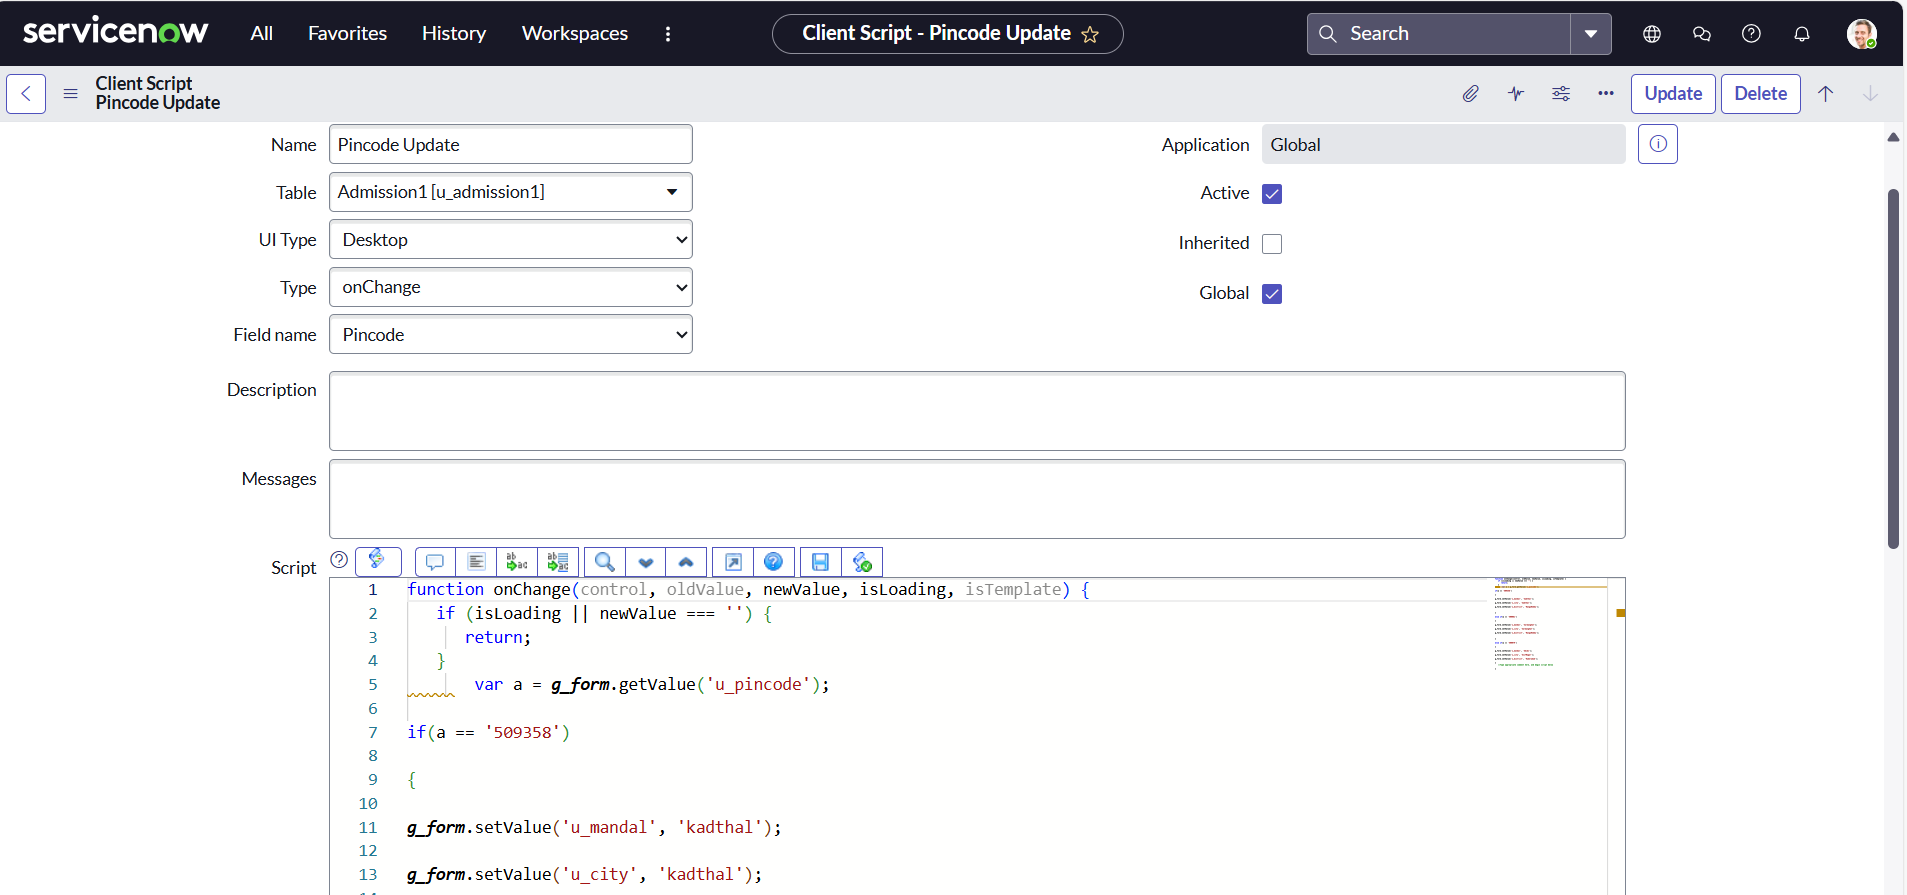 servicenow All Favorites History Workspaces Client Script - Pincode Update Search
Client Script
Pincode Update
Update Delete
Name Pincode Update Application Global
Table Admission1 [u_admission1] Active
UI Type Desktop Inherited
Type onChange Global
Field name Pincode
Description
Messages
Script
1 function onChange(control, oldValue, newValue, isLoading, isTemplate) {
2 if (isLoading || newValue === '') {
3 return;
4 }
5 var a = g_form.getValue('u_pincode');
6
7 if(a == '509358')
8
9 {
10
11 g_form.setValue('u_mandal', 'kadthal');
12
13 g_form.setValue('u_city', 'kadthal');